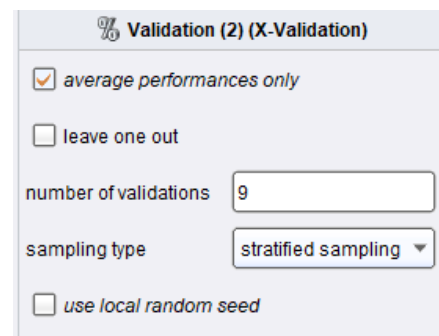 Validation (2) (X-Validation)
average performances only
leave one out
number of validations 9
sampling type stratified sampling
use local random seed